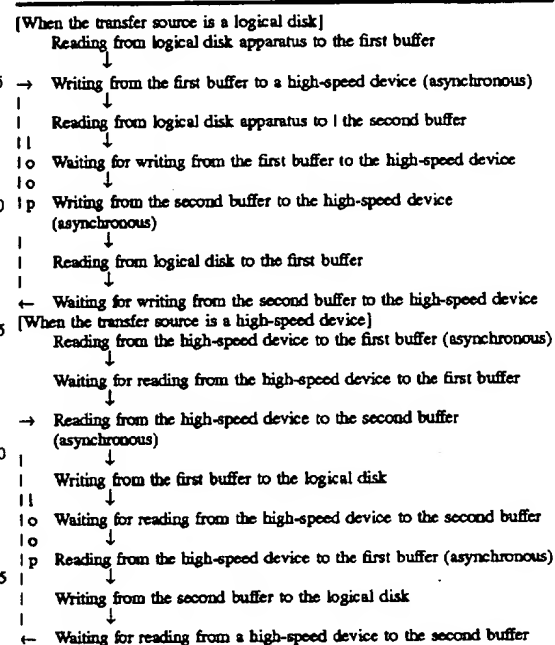 [When the transfer source is a logical disk]
Reading from logical disk apparatus to the first buffer
↓
5 → Writing from the first buffer to a high-speed device (asynchronous)
| ↓
| Reading from logical disk apparatus to l the second buffer
| l ↓
| o Waiting for writing from the first buffer to the high-speed device
| o ↓
0 | p Writing from the second buffer to the high-speed device
(asynchronous)
| ↓
| Reading from logical disk to the first buffer
| ↓
← Waiting for writing from the second buffer to the high-speed device
5 [When the transfer source is a high-speed device]
Reading from the high-speed device to the first buffer (asynchronous)
↓
Waiting for reading from the high-speed device to the first buffer
↓
→ Reading from the high-speed device to the second buffer
(asynchronous)
0 | ↓
| Writing from the first buffer to the logical disk
| l ↓
| o Waiting for reading from the high-speed device to the second buffer
| o ↓
| p Reading from the high-speed device to the first buffer (asynchronous)
5 | ↓
| Writing from the second buffer to the logical disk
| ↓
← Waiting for reading from a high-speed device to the second buffer